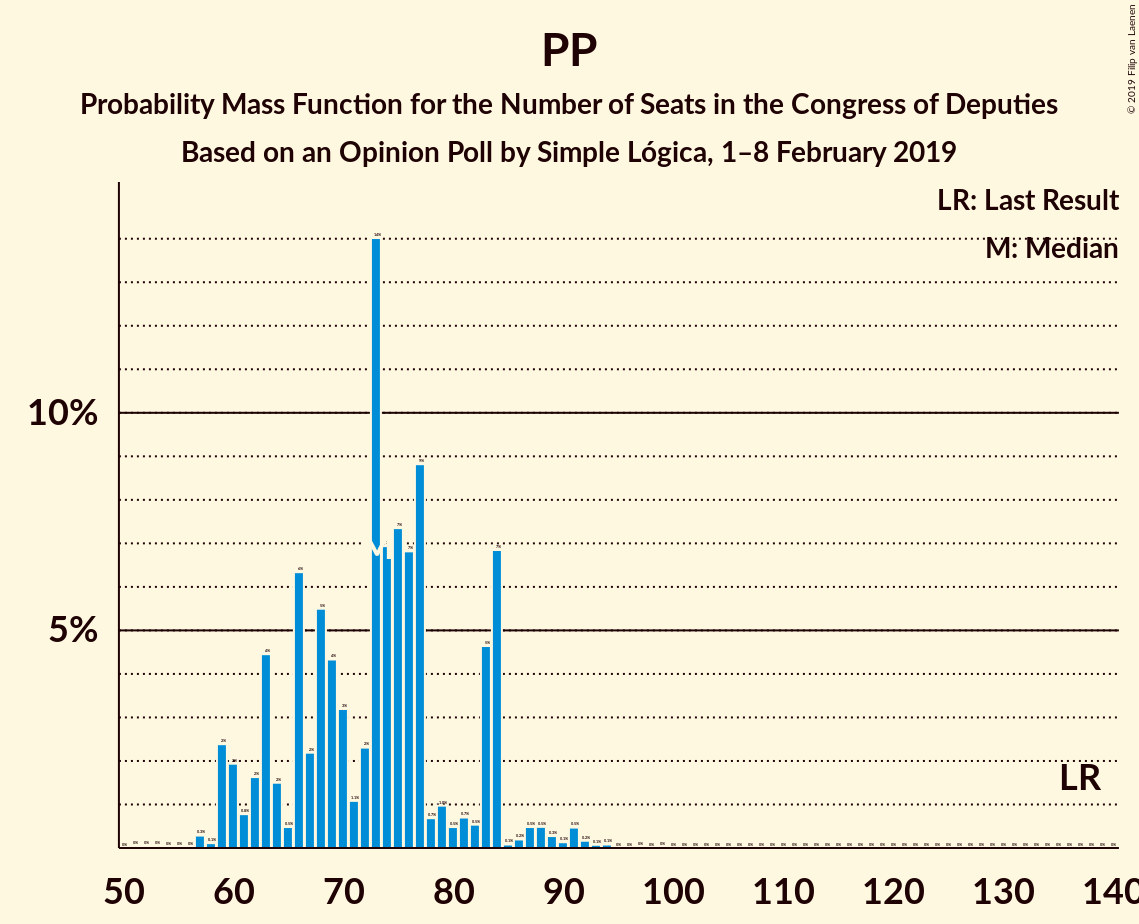 PP
Probability Mass Function for the Number of Seats in the Congress of Deputies
Based on an Opinion Poll by Simple Lógica, 1–8 February 2019
© 2019 Filip van Laenen
LR: Last Result
M: Median
10%
5%
M
LR
50 60 70 80 90 100 110 120 130 140